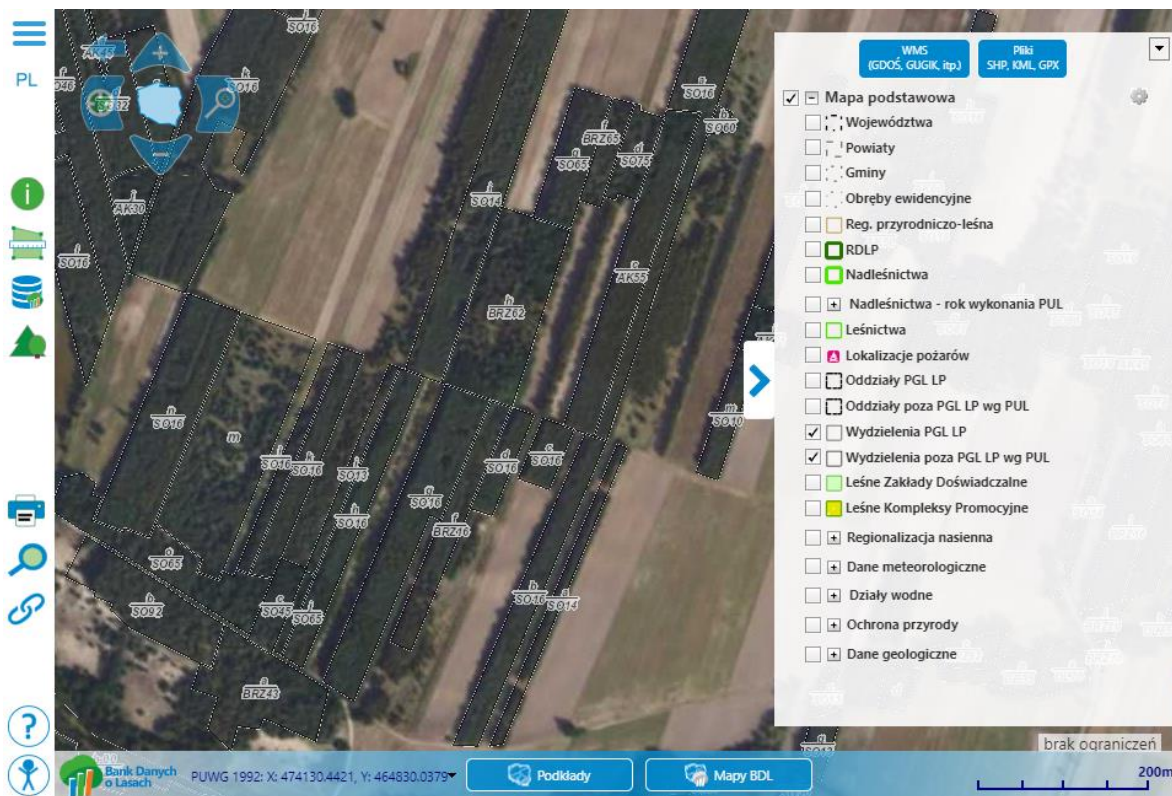 PL
WMS
(GDOŚ, GUGIK, itp.)
Pliki
SHP, KML, GPX
Mapa podstawowa
Województwa
Powiaty
Gminy
Obręby ewidencyjne
Reg. przyrodniczo-leśna
RDLP
Nadleśnictwa
Nadleśnictwa - rok wykonania PUL
Leśnictwa
Lokalizacje pożarów
Oddziały PGL LP
Oddziały poza PGL LP wg PUL
Wydzielenia PGL LP
Wydzielenia poza PGL LP wg PUL
Leśne Zakłady Doświadczalne
Leśne Kompleksy Promocyjne
Regionalizacja nasienna
Dane meteorologiczne
Działy wodne
Ochrona przyrody
Dane geologiczne
SO16
k
SO16
a
SO16
b
SO60
BRZ65
g
SO65
d
SO75
AK30
SO16
SO14
c
AK55
h
BRZ62
n
SO16
m
SO16
k
SO16
SO13
h
SO16
g
SO16
f
BRZ16
d
SO16
c
SO16
m
SO10
o
SO65
b
SO92
SO45
SO65
b
SO16
a
SO14
a
BRZ43
brak ograniczeń
Bank Danych
o Lasach
PUWG 1992: X: 474130.4421, Y: 464830.0379
Podkłady
Mapy BDL
200m